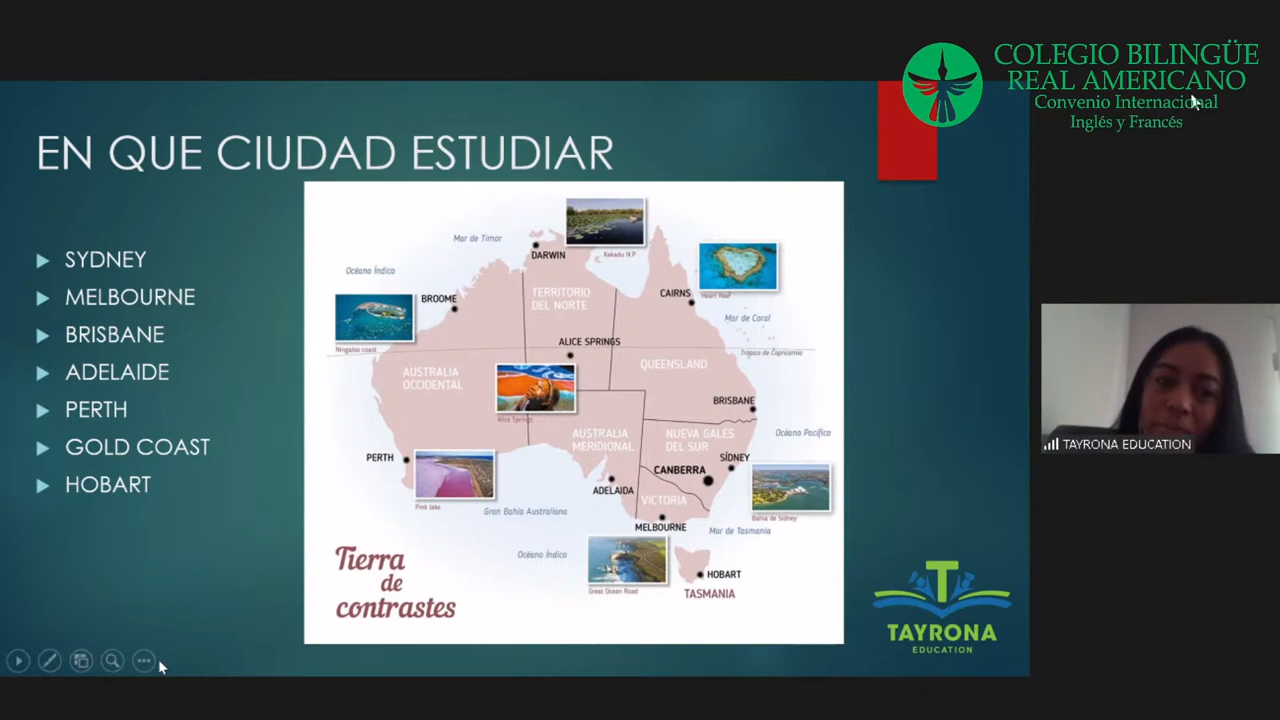 COLEGIO BILINGÜE
REAL AMERICANO
Convenio Internacional
Inglés y Francés
EN QUE CIUDAD ESTUDIAR
SYDNEY
MELBOURNE
BRISBANE
ADELAIDE
PERTH
GOLD COAST
HOBART
Mar de Timor
DARWIN
Kakadu N.P
Océano Índico
BROOME
TERRITORIO
DEL NORTE
CAIRNS
Heart Reef
Mar de Coral
Ningaloo coast
ALICE SPRINGS
Trópico de Capricornio
AUSTRALIA
OCCIDENTAL
QUEENSLAND
Alice Springs
BRISBANE
AUSTRALIA
MERIDIONAL
NUEVA GALES
DEL SUR
Océano Pacífico
PERTH
SÍDNEY
CANBERRA
ADELAIDA
VICTORIA
Pink lake
Gran Bahía Australiana
Bahia de Sidney
MELBOURNE
Mar de Tasmania
Océano Índico
Great Ocean Road
HOBART
TASMANIA
Tierra
de
contrastes
TAYRONA
EDUCATION
TAYRONA EDUCATION